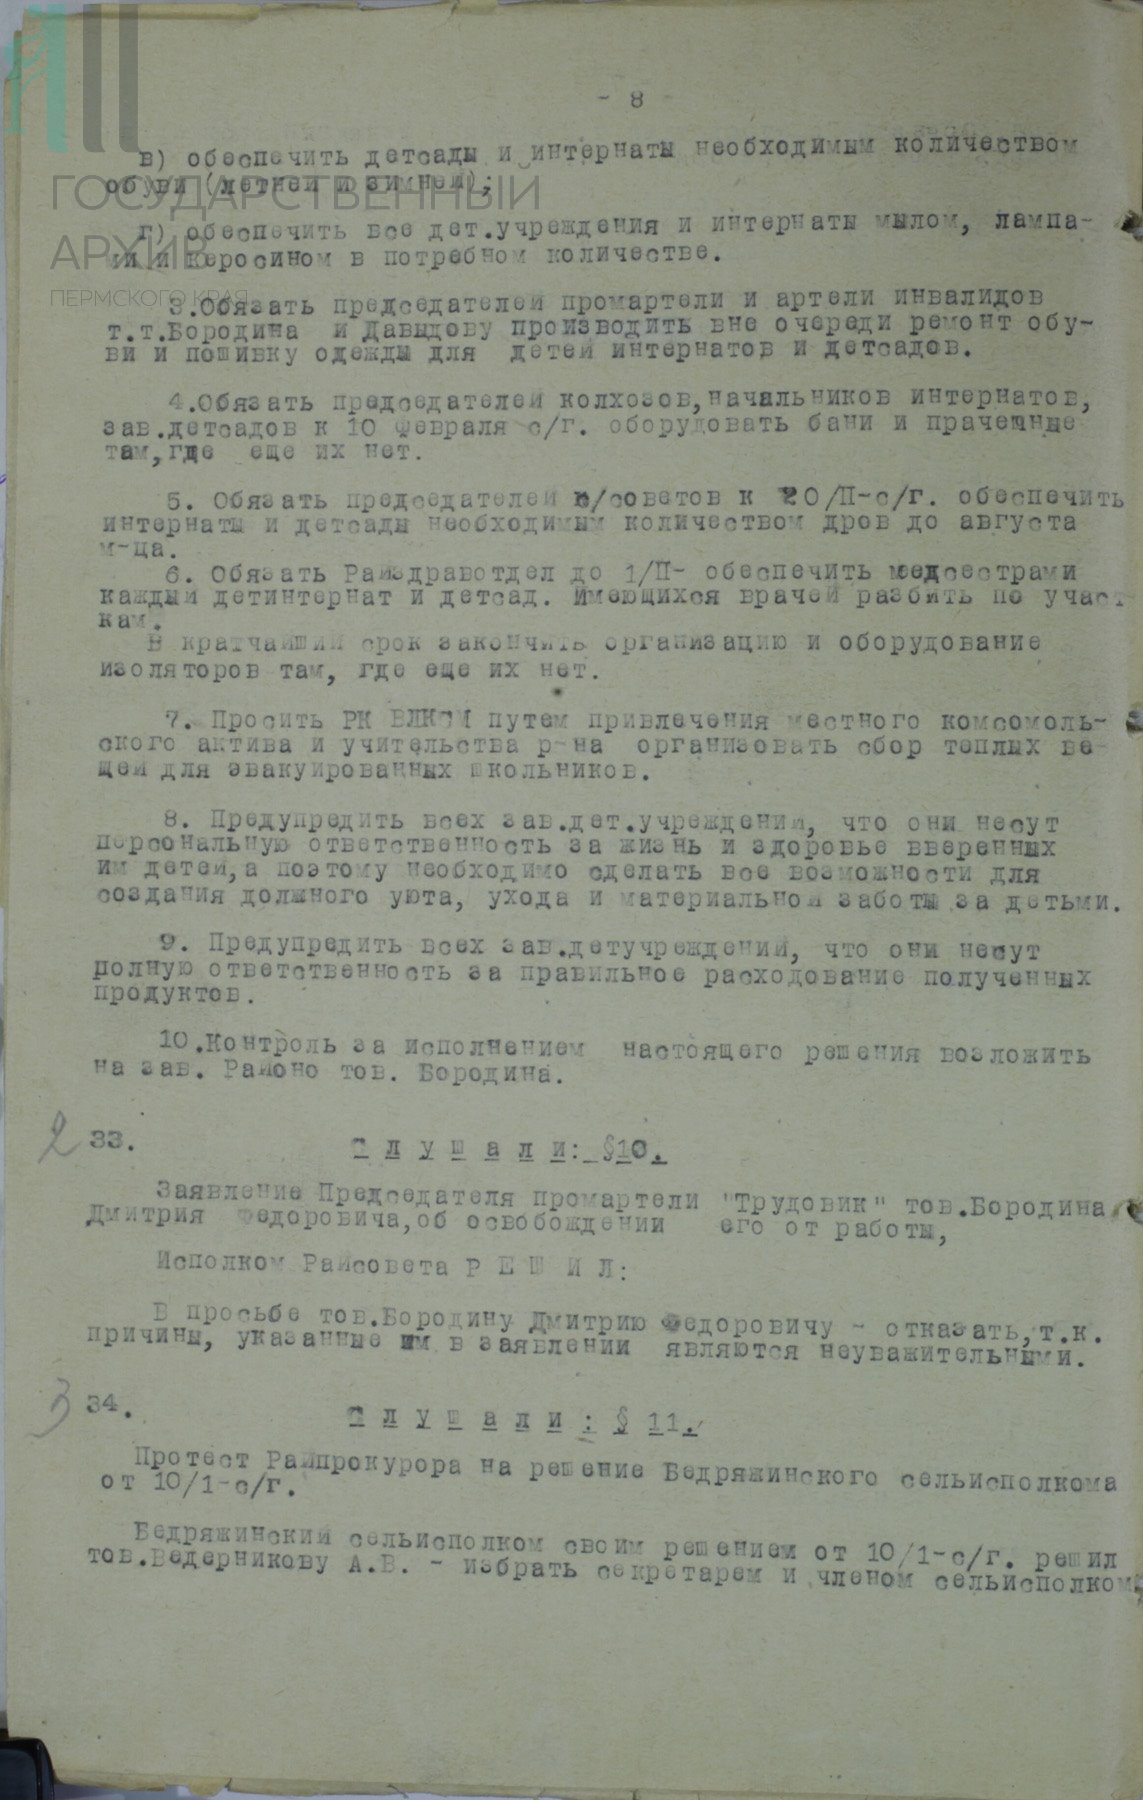 - 8 -
в) обеспечить детсады и интернаты необходимым количеством
обуви (летней и зимней);
ГОСУДАРСТВЕННЫЙ
АРХИВ
ПЕРМСКОГО КРАЯ
г) обеспечить все дет.учреждения и интернаты мылом, лампа-
ми и керосином в потребном количестве.
3.Обязать председателей промартели и артели инвалидов
т.т.Бородина и Давыдову производить вне очереди ремонт обу-
ви и пошивку одежды для детей интернатов и детсадов.
4.Обязать председателей колхозов,начальников интернатов,
зав.детсадов к 10 февраля с/г. оборудовать бани и прачечные
там,где еще их нет.
5. Обязать председателей с/советов к 20/П-с/г. обеспечить
интернаты и детсады необходимым количеством дров до августа
м-ца.
6. Обязать Райздравотдел до 1/П- обеспечить медсестрами
каждый детинтернат и детсад. Имеющихся врачей разбить по участ
кам.
В кратчайший срок закончить организацию и оборудование
изоляторов там, где еще их нет.
7. Просить РК ВЛКСМ путем привлечения местного комсомоль-
ского актива и учительства р-на организовать сбор теплых ве-
щей для эвакуированных школьников.
8. Предупредить всех зав.дет.учреждений, что они несут
персональную ответственность за жизнь и здоровье вверенных
им детей,а поэтому необходимо сделать все возможности для
создания должного уюта, ухода и материальной заботы за детьми.
9. Предупредить всех зав.детучреждений, что они несут
полную ответственность за правильное расходование полученных
продуктов.
10.Контроль за исполнением настоящего решения возложить
на зав. Районо тов. Бородина.
2 33. С л у ш а л и: §10.
Заявление Председателя промартели "Трудовик" тов.Бородина
Дмитрия Федоровича,об освобождении его от работы,
Исполком Райсовета Р Е Ш И Л:
В просьбе тов.Бородину Дмитрию Федоровичу - отказать,т.к.
причины, указанные им в заявлении являются неуважительными.
3 34. С л у ш а л и : § 11.
Протест Райпрокурора на решение Бедряжинского сельисполкома
от 10/1-с/г.
Бедряжинский сельисполком своим решением от 10/1-с/г. решил
тов.Ведерникову А.В. - избрать секретарем и членом сельисполкома